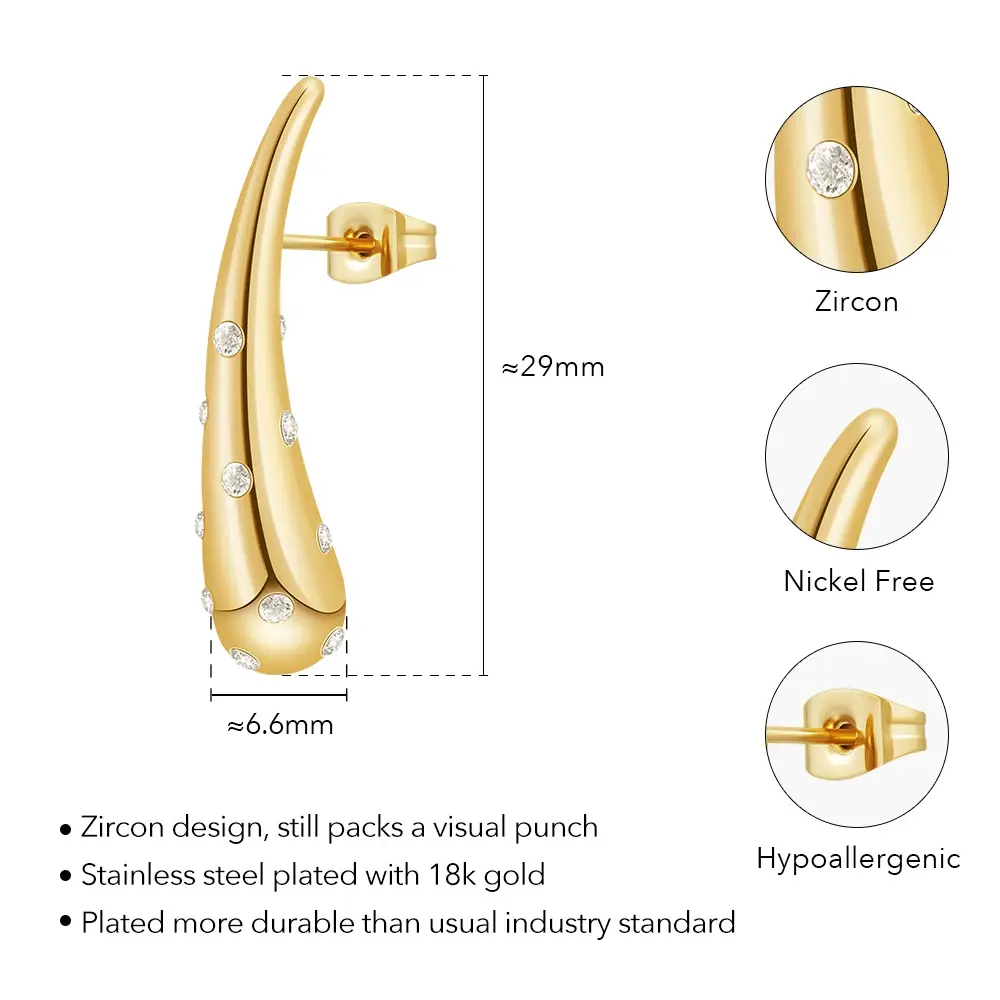 Zircon
≈29mm
Nickel Free
≈6.6mm
Hypoallergenic
• Zircon design, still packs a visual punch
• Stainless steel plated with 18k gold
• Plated more durable than usual industry standard